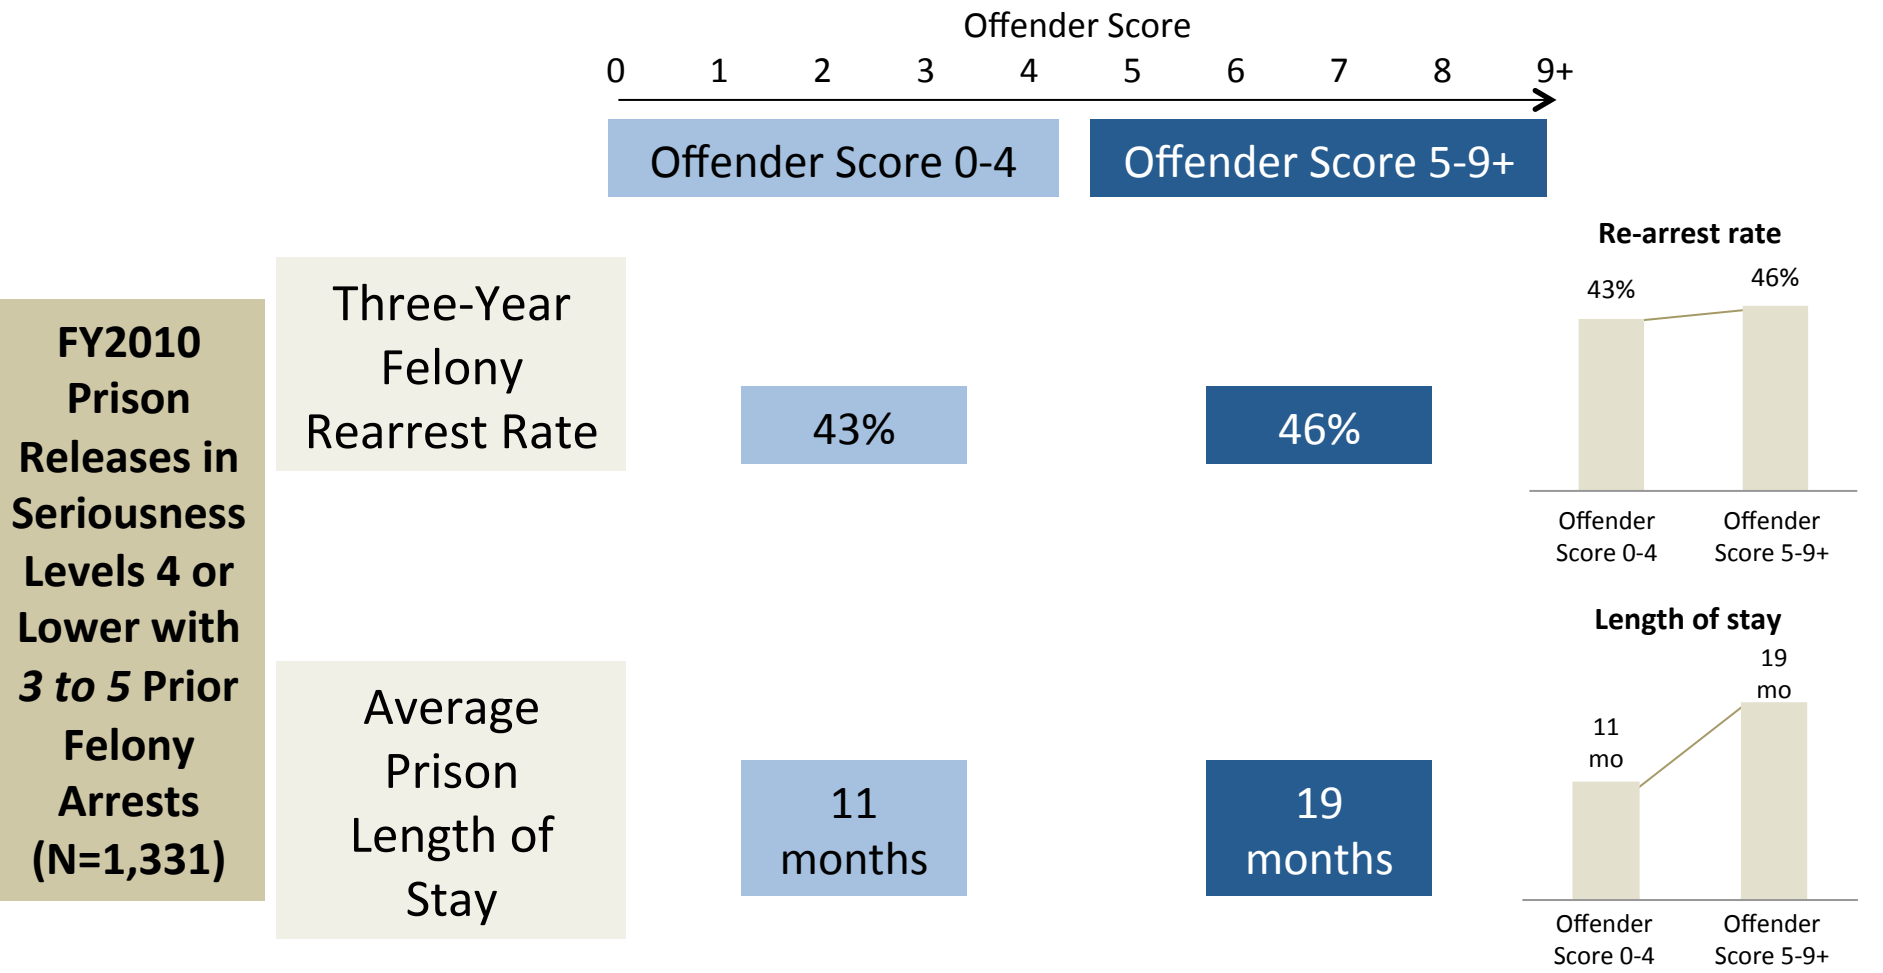 Offender Score
0 1 2 3 4 5 6 7 8 9+
Offender Score 0-4
Offender Score 5-9+
FY2010
Prison
Releases in
Seriousness
Levels 4 or
Lower with
3 to 5 Prior
Felony
Arrests
(N=1,331)
Three-Year
Felony
Rearrest Rate
43%
46%
Re-arrest rate
43%
46%
Offender
Score 0-4
Offender
Score 5-9+
Average
Prison
Length of
Stay
11
months
19
months
Length of stay
11
mo
19
mo
Offender
Score 0-4
Offender
Score 5-9+